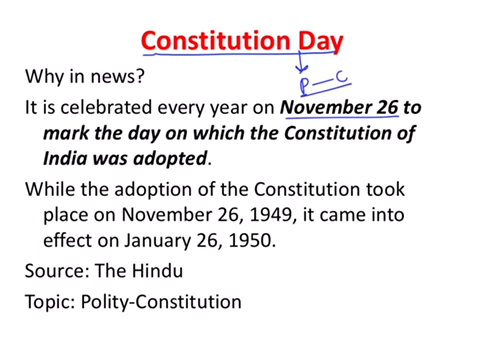 Constitution Day
Why in news?
P-C
It is celebrated every year on November 26 to
mark the day on which the Constitution of
India was adopted.
While the adoption of the Constitution took
place on November 26, 1949, it came into
effect on January 26, 1950.
Source: The Hindu
Topic: Polity-Constitution